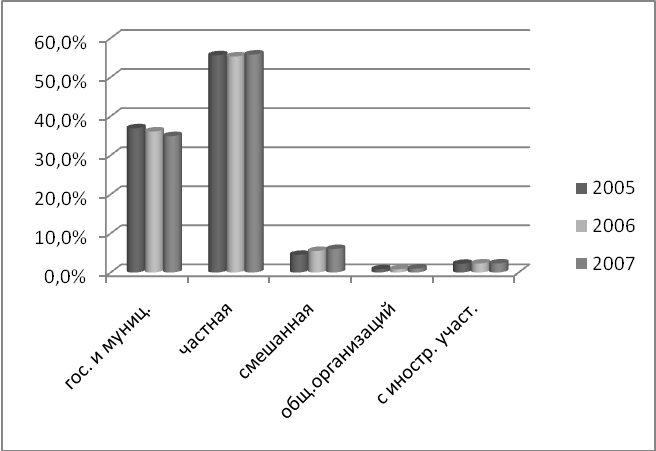 60,0%
50,0%
40,0%
30,0%
20,0%
10,0%
0,0%
2005
2006
2007
гос. и муниц.
частная
смешанная
общ.организаций
с иностр. участ.